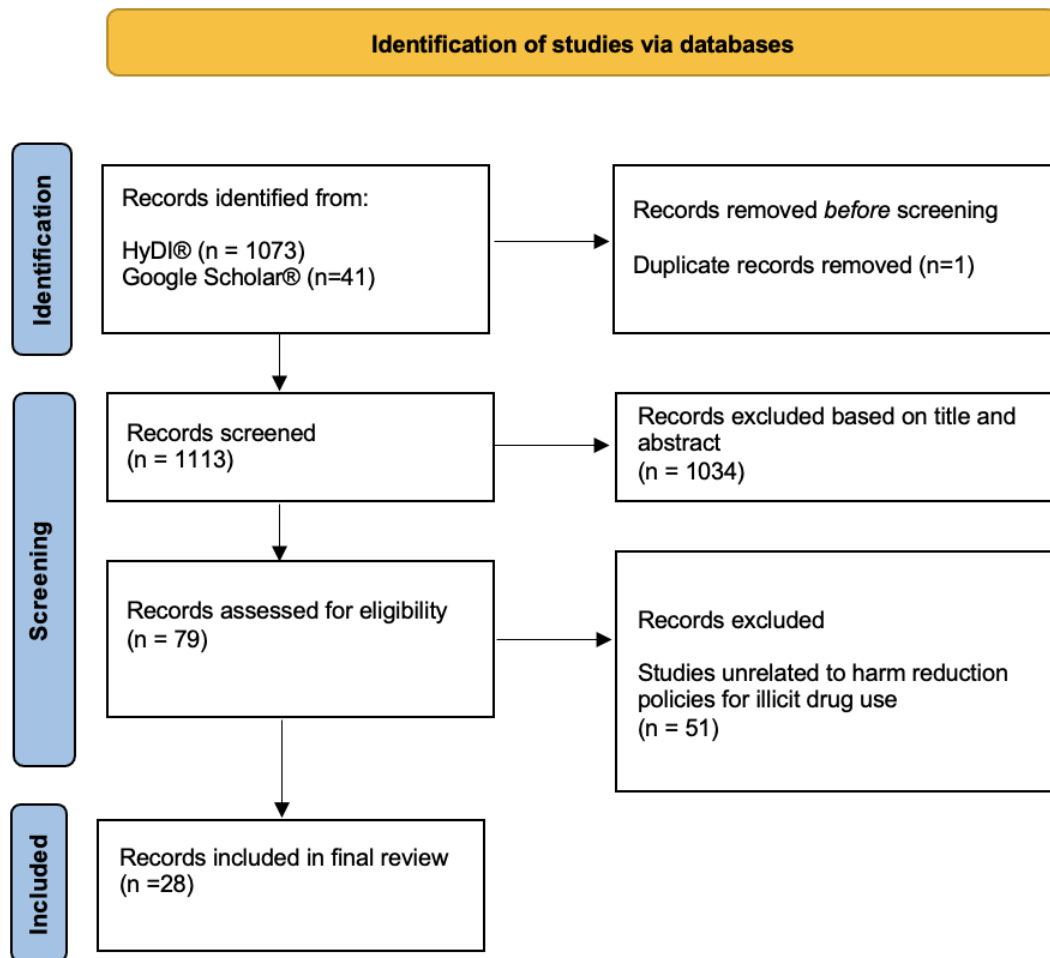 Identification of studies via databases
Identification
Records identified from:
HyDI® (n = 1073)
Google Scholar® (n=41)
Records removed before screening
Duplicate records removed (n=1)
Screening
Records screened
(n = 1113)
Records excluded based on title and
abstract
(n = 1034)
Records assessed for eligibility
(n = 79)
Records excluded
Studies unrelated to harm reduction
policies for illicit drug use
(n = 51)
Included
Records included in final review
(n =28)